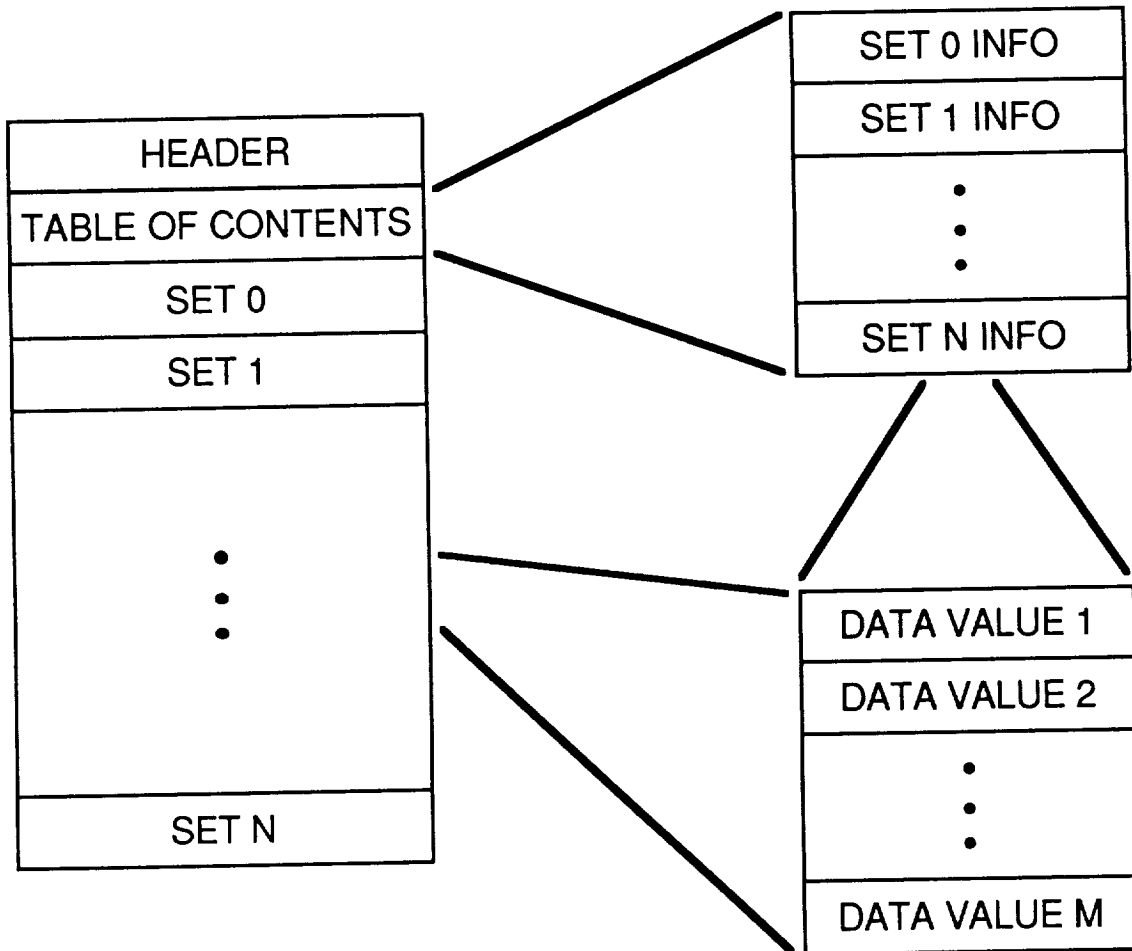 HEADER
TABLE OF CONTENTS
SET 0
SET 1
SET N
SET 0 INFO
SET 1 INFO
SET N INFO
DATA VALUE 1
DATA VALUE 2
DATA VALUE M